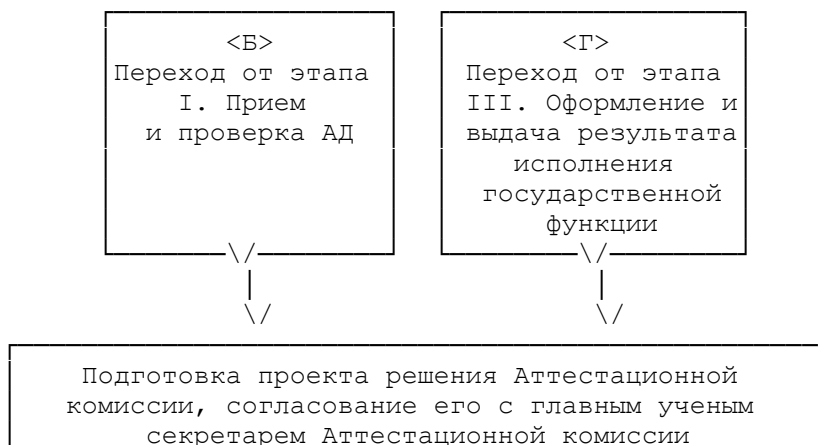 <Б>
Переход от этапа
I. Прием
и проверка АД
<Г>
Переход от этапа
III. Оформление и
выдача результата
исполнения
государственной
функции
Подготовка проекта решения Аттестационной
комиссии, согласование его с главным ученым
секретарем Аттестационной комиссии